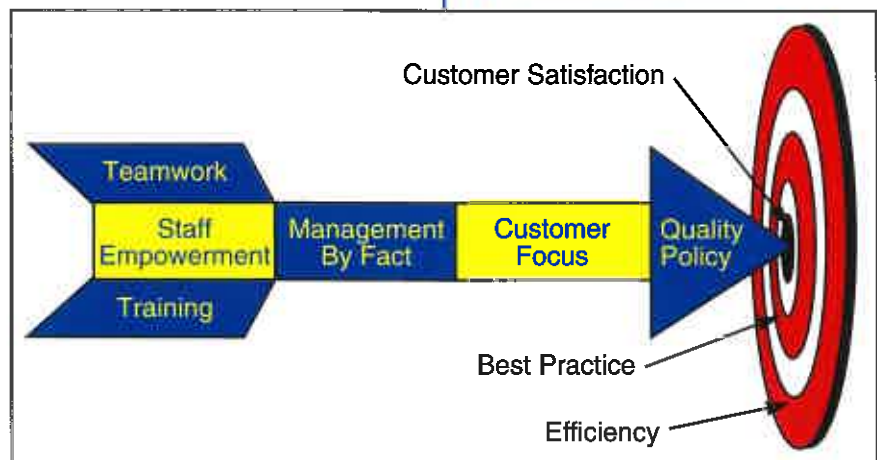 Customer Satisfaction
Teamwork
Staff
Empowerment
Management
By Fact
Customer
Focus
Quality
Policy
Training
Best Practice
Efficiency